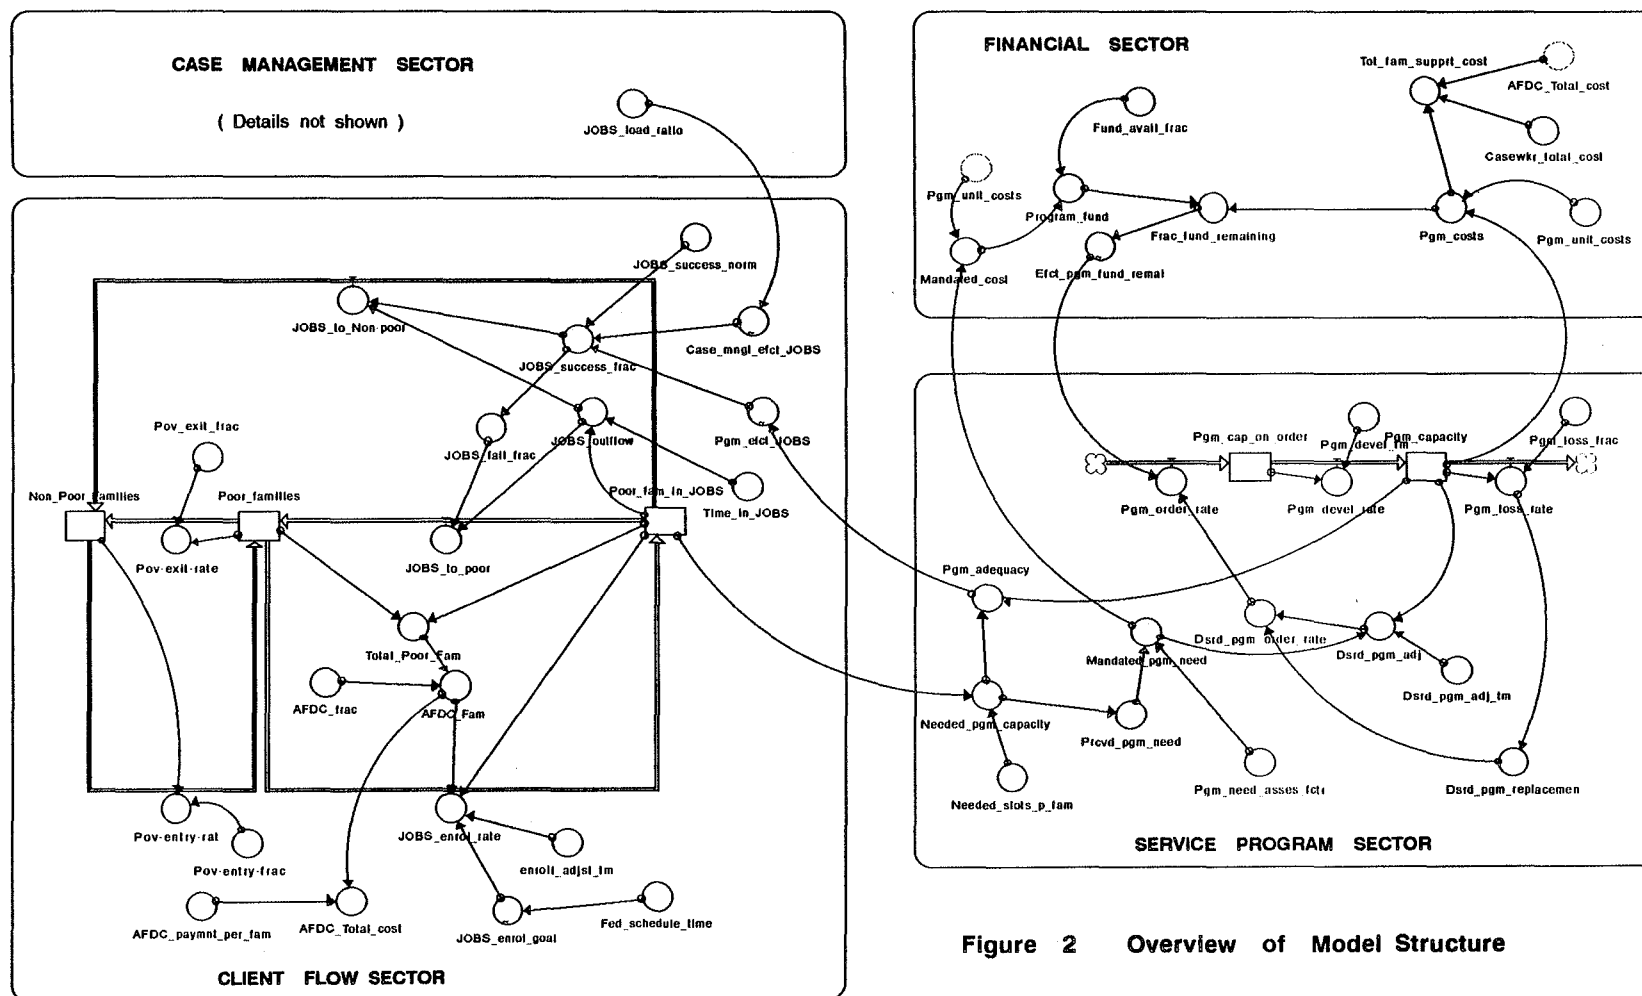 CASE MANAGEMENT SECTOR
( Details not shown )
JOBS_load_ratio
FINANCIAL SECTOR
Tot_fam_supprt_cost
AFDC_Total_cost
Fund_avail_frac
Casewkr_total_cost
Pgm_unit_costs
Program_fund
Frac_fund_remaining
Pgm_costs
Pgm_unit_costs
Mandated_cost
Efct_pgm_fund_remai
JOBS_success_norm
JOBS_to_Non-poor
Case_mngt_efct_JOBS
JOBS_success_frac
Pgm_efct_JOBS
JOBS_outflow
JOBS_fail_frac
Pov_exit_frac
Time_in_JOBS
Non_Poor_families
Poor_families
Poor_fam_in_JOBS
Pov-exit-rate
JOBS_to_poor
Total_Poor_Fam
AFDC_frac
AFDC_Fam
Pov-entry-rat
Pov-entry-frac
JOBS_enrol_rate
enroll_adjst_tm
AFDC_paymnt_per_fam
AFDC_Total_cost
JOBS_enrol_goal
Fed_schedule_time
CLIENT FLOW SECTOR
Pgm_cap_on_order
Pgm_devel_tm
Pgm_capacity
Pgm_loss_frac
Pgm_order_rate
Pgm_devel_rate
Pgm_loss_rate
Pgm_adequacy
Dsrd_pgm_order_rate
Mandated_pgm_need
Dsrd_pgm_adj
Dsrd_pgm_adj_tm
Needed_pgm_capacity
Prcvd_pgm_need
Needed_slots_p_fam
Pgm_need_asses_fctr
Dsrd_pgm_replacemen
SERVICE PROGRAM SECTOR
Figure 2 Overview of Model Structure